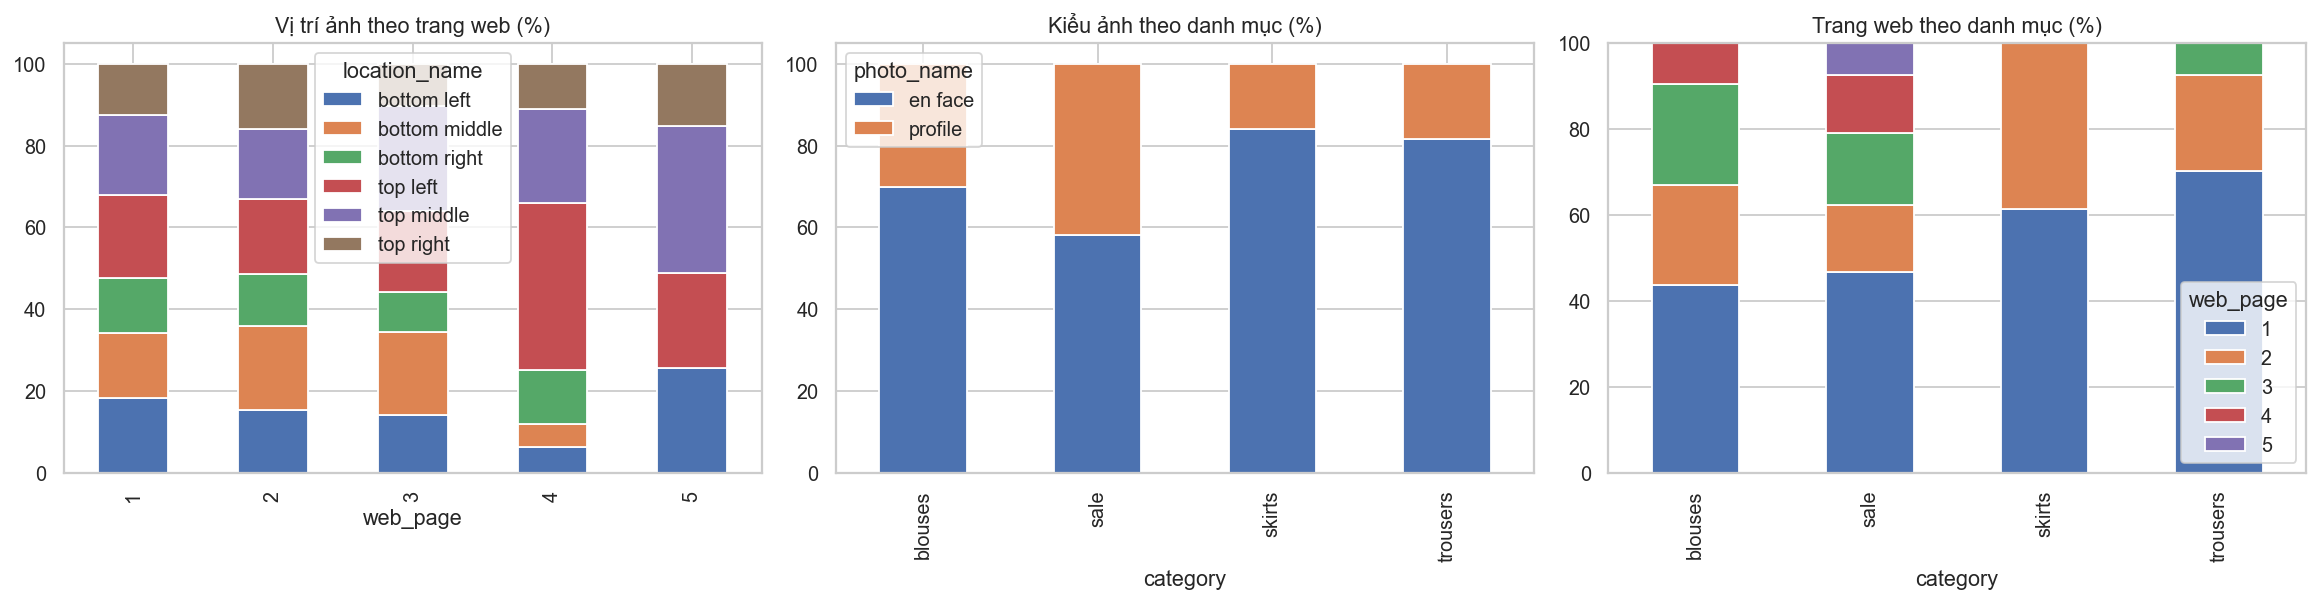 Vị trí ảnh theo trang web (%)
100
80
60
40
20
0
location_name
bottom left
bottom middle
bottom right
top left
top middle
top right
1
2
3
4
5
web_page
Kiểu ảnh theo danh mục (%)
100
80
60
40
20
0
photo_name
en face
profile
blouses
sale
skirts
trousers
category
Trang web theo danh mục (%)
100
80
60
40
20
0
web_page
1
2
3
4
5
blouses
sale
skirts
trousers
category